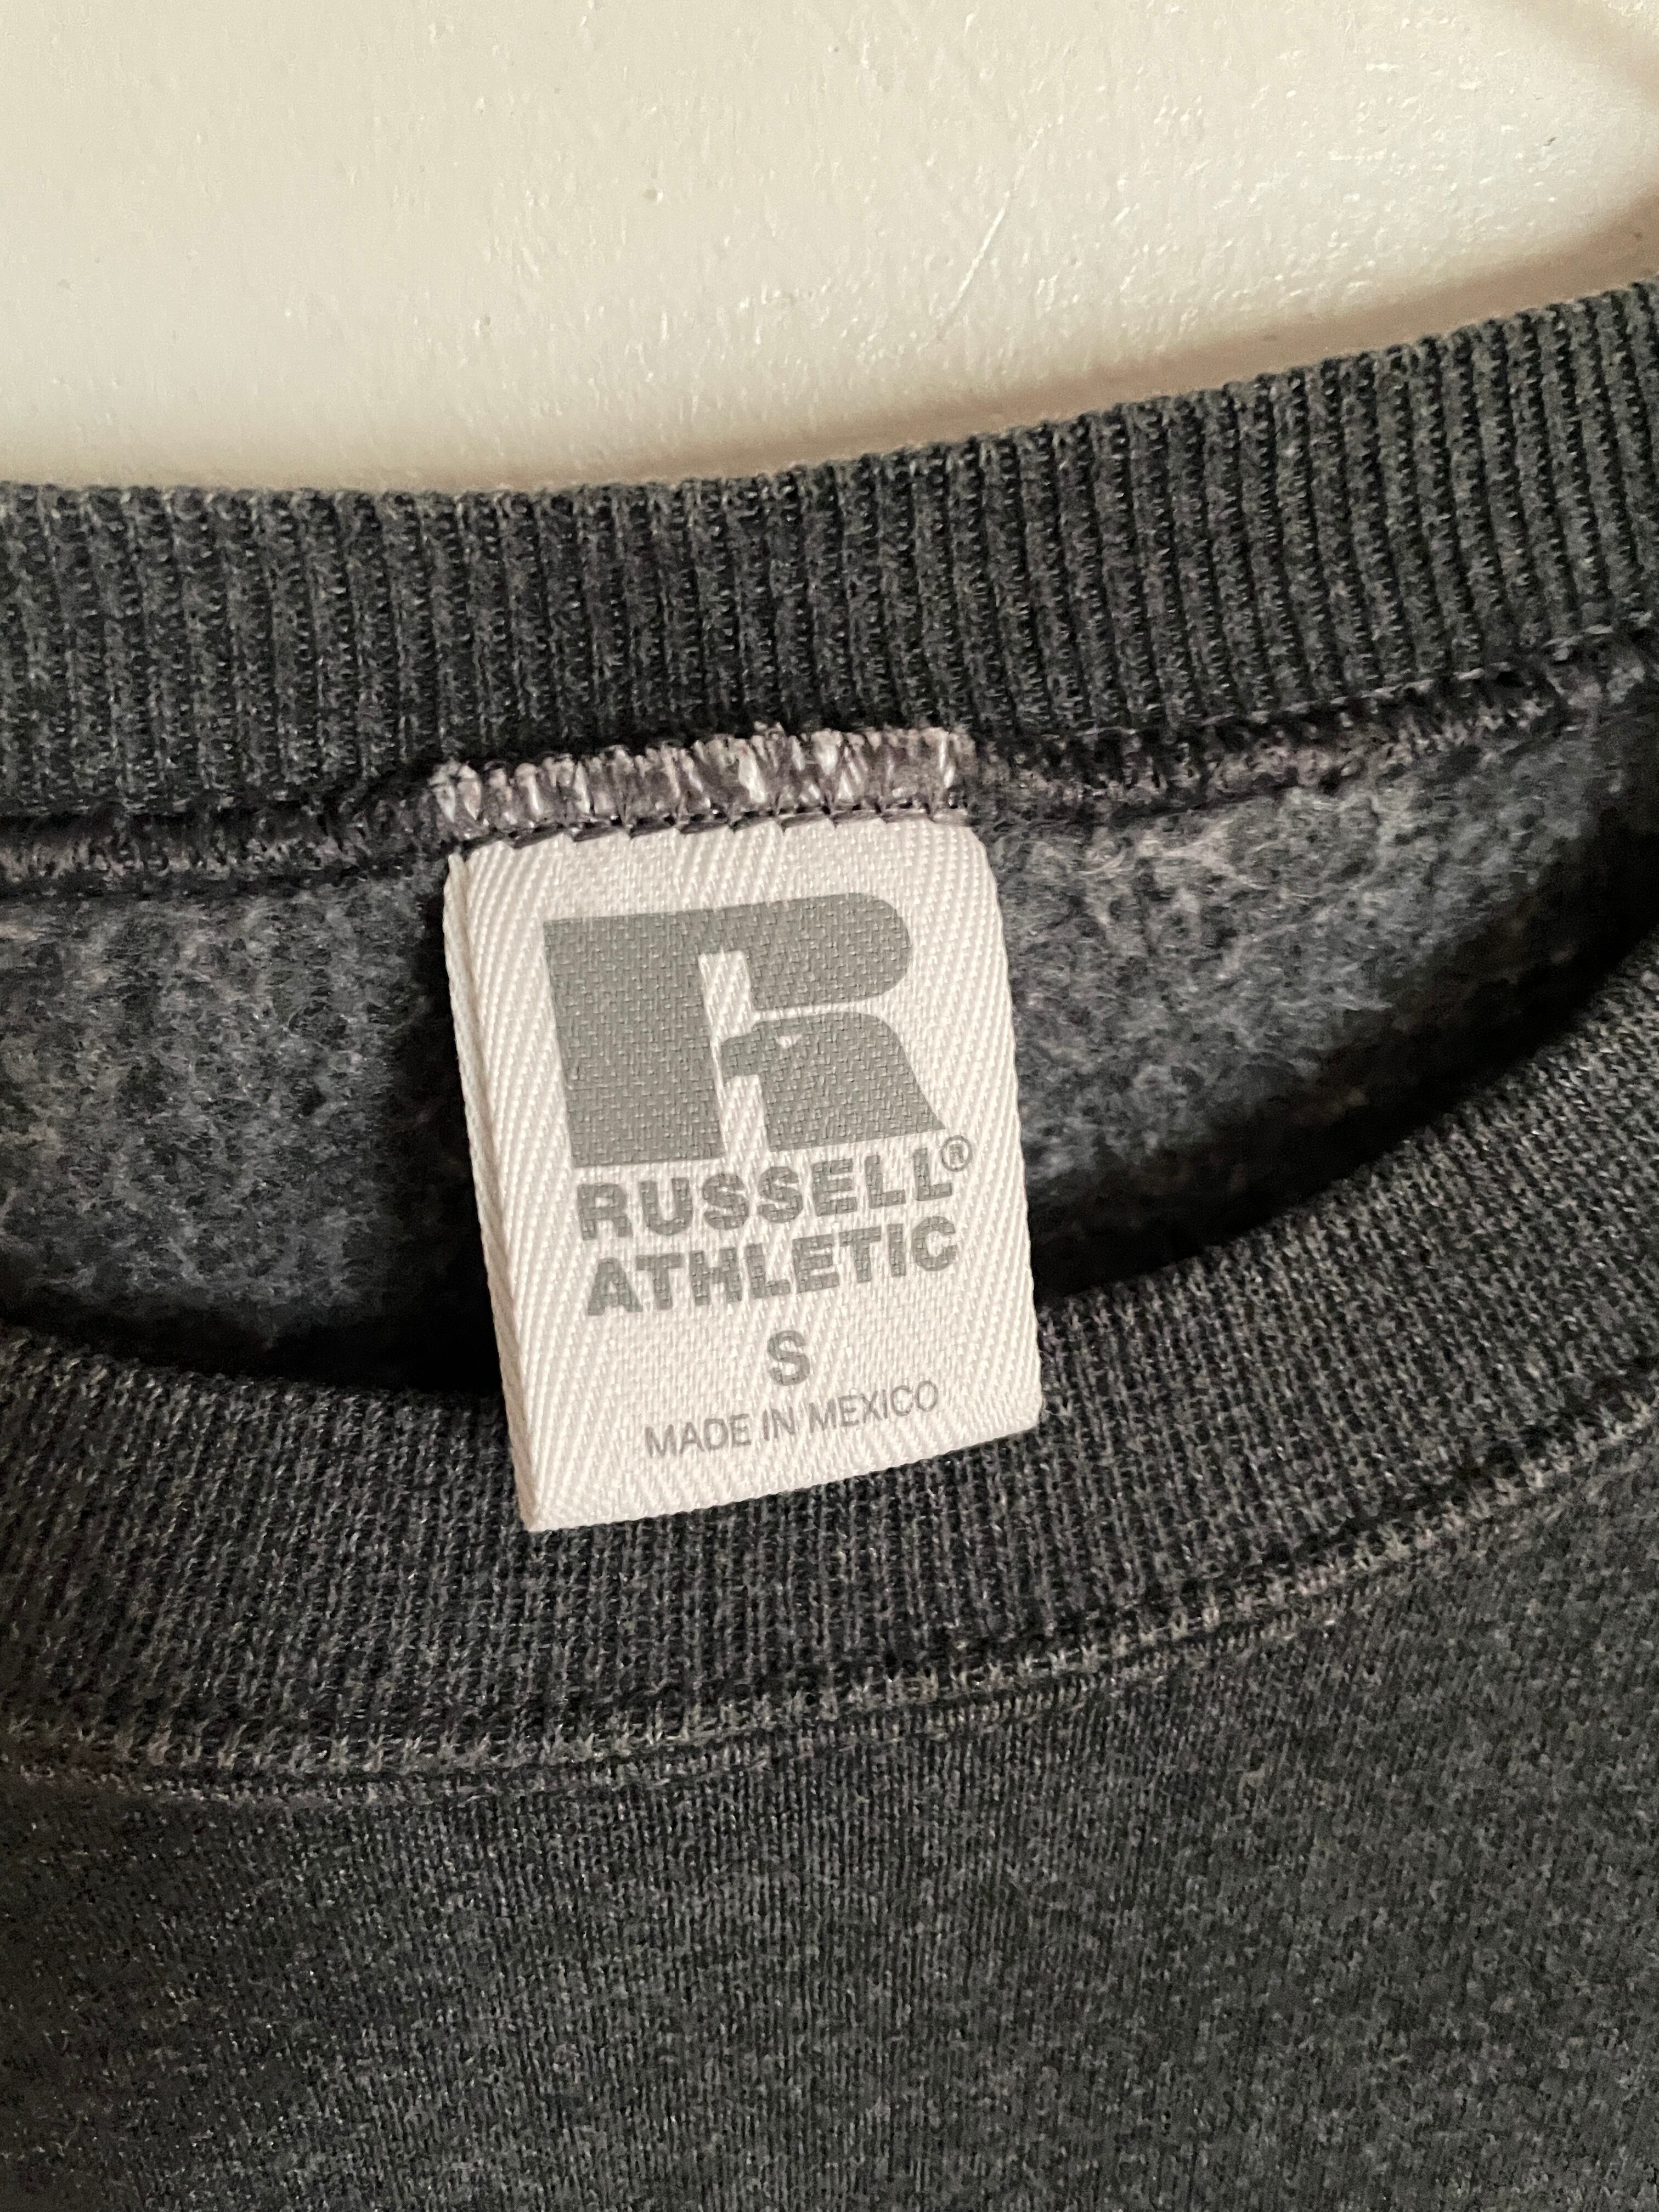 R
RUSSELL®
ATHLETIC
S
MADE IN MEXICO